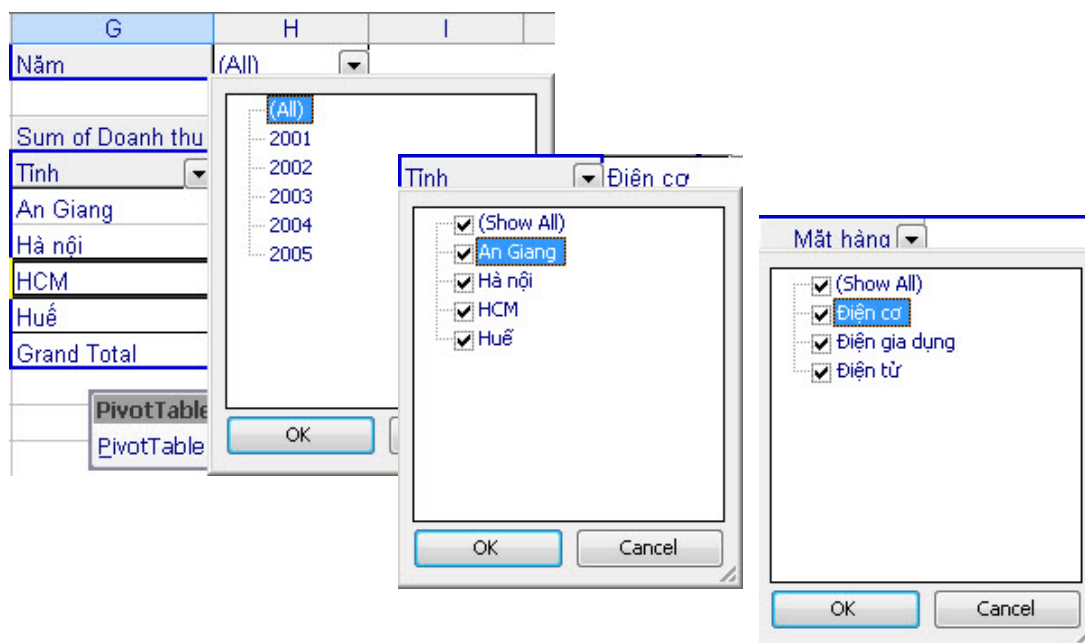 G H I
Năm (All)
Sum of Doanh thu
Tỉnh
An Giang
Hà nội
HCM
Huế
Grand Total
PivotTable
PivotTable
(All)
2001
2002
2003
2004
2005
OK
Tỉnh Điện cơ
(Show All)
An Giang
Hà nội
HCM
Huế
OK Cancel
Mặt hàng
(Show All)
Điện cơ
Điện gia dụng
Điện tử
OK Cancel